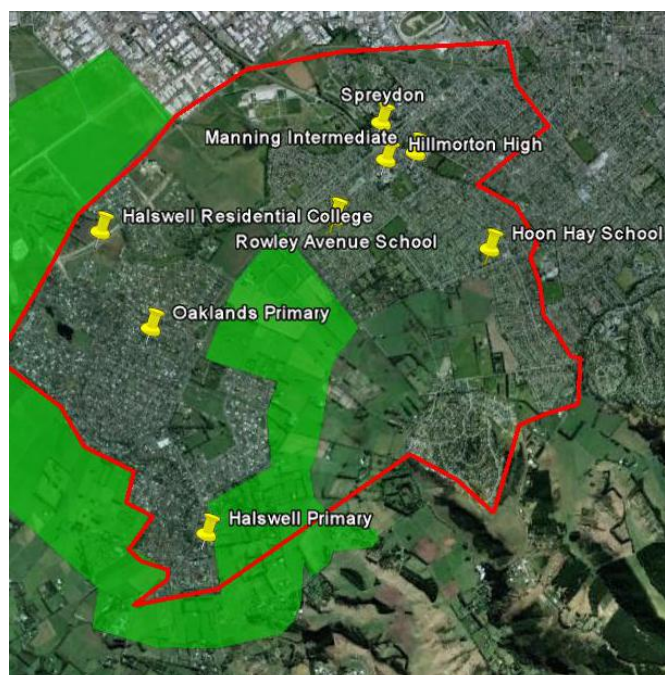 Spreydon
Manning Intermediate
Hillmorton High
Halswell Residential College
Rowley Avenue School
Hoon Hay School
Oaklands Primary
Halswell Primary